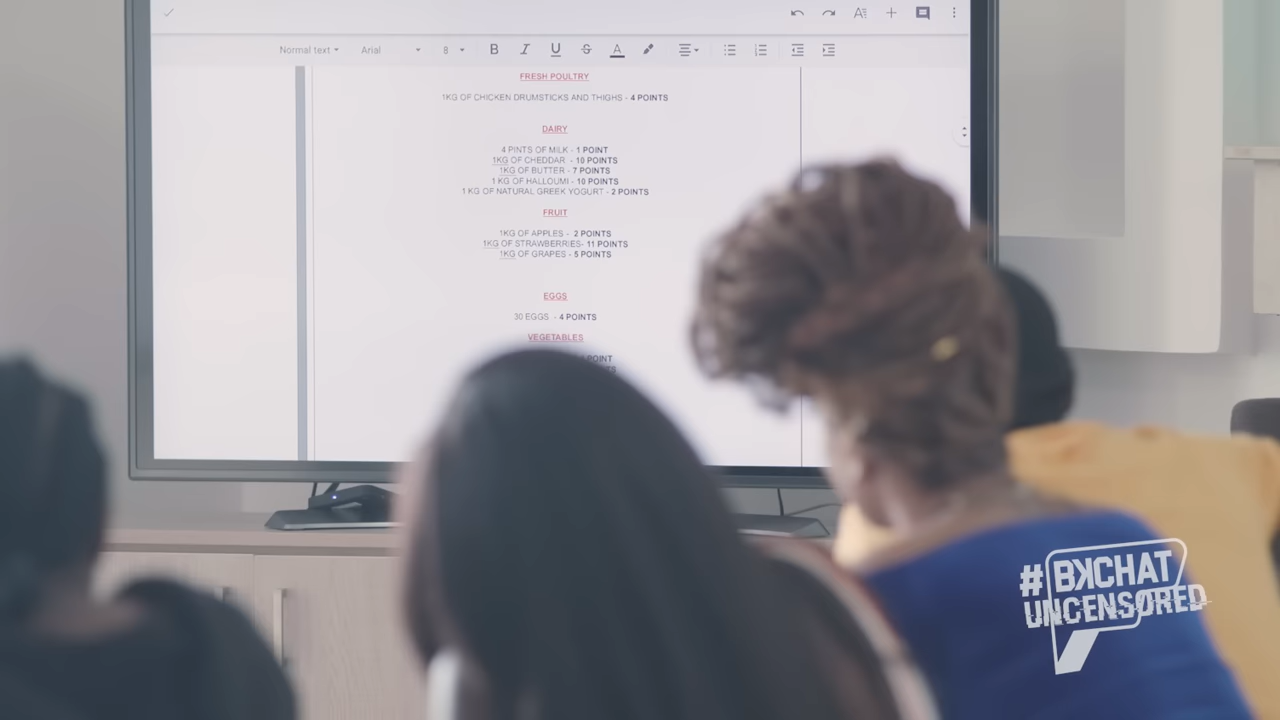 Normal text Arial 8 B I U S A
FRESH POULTRY
1KG OF CHICKEN DRUMSTICKS AND THIGHS - 4 POINTS
DAIRY
4 PINTS OF MILK - 1 POINT
1KG OF CHEDDAR - 10 POINTS
1KG OF BUTTER - 7 POINTS
1 KG OF HALLOUMI - 10 POINTS
1 KG OF NATURAL GREEK YOGURT - 2 POINTS
FRUIT
1KG OF APPLES - 2 POINTS
1KG OF STRAWBERRIES- 11 POINTS
1KG OF GRAPES - 5 POINTS
EGGS
30 EGGS - 4 POINTS
VEGETABLES
POINT
#BKCHAT
UNCENSORED